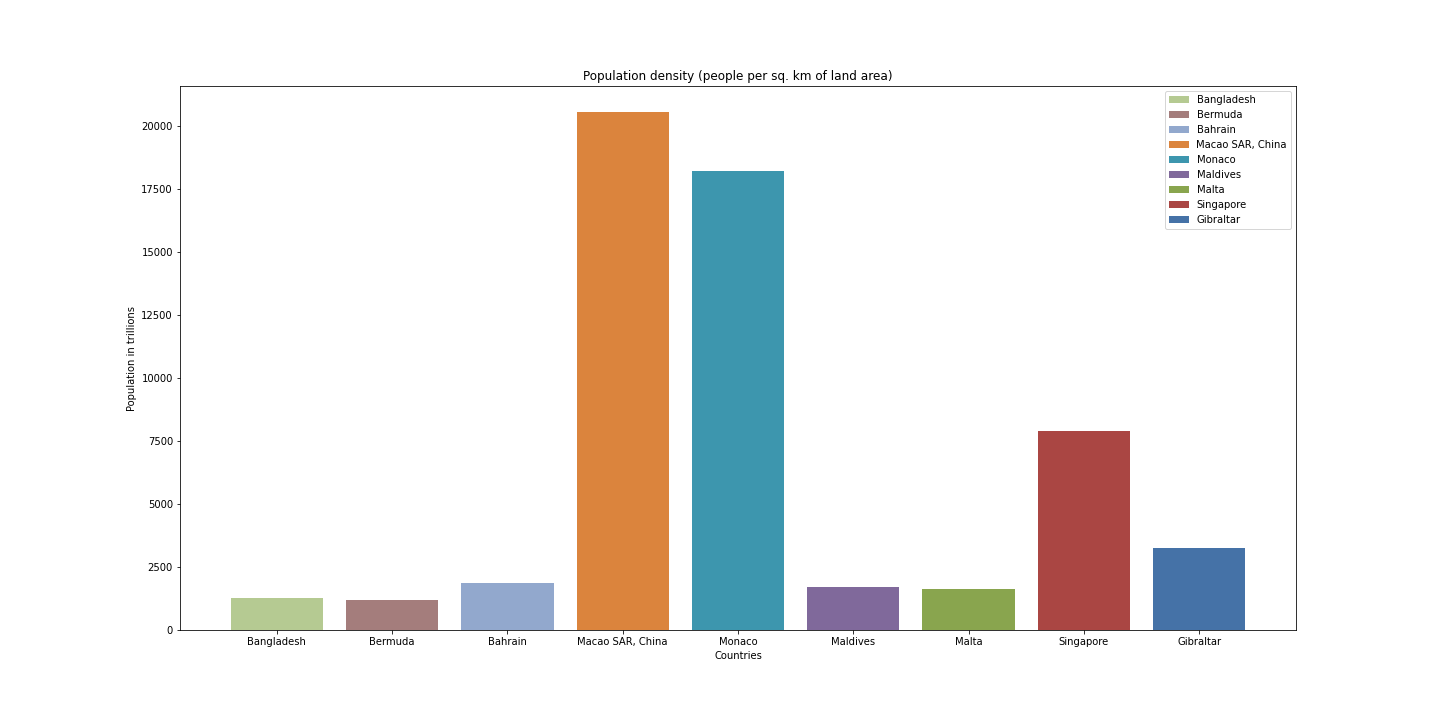 Population density (people per sq. km of land area)
Bangladesh
Bermuda
Bahrain
Macao SAR, China
Monaco
Maldives
Malta
Singapore
Gibraltar
Population in trillions
20000
17500
15000
12500
10000
7500
5000
2500
0
Bangladesh Bermuda Bahrain Macao SAR, China Monaco Maldives Malta Singapore Gibraltar
Countries